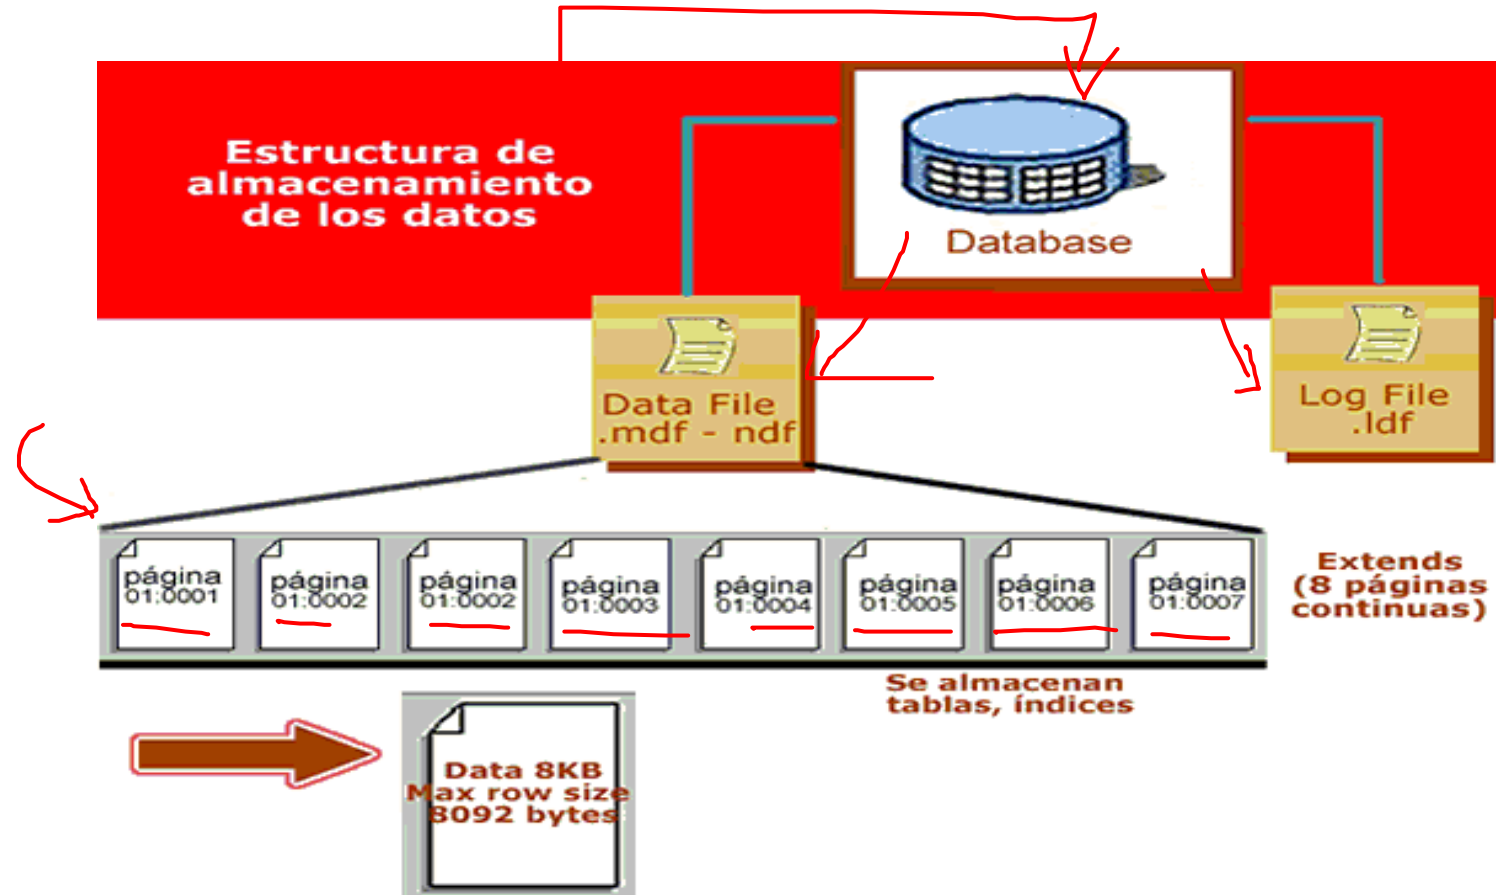 Estructura de
almacenamiento
de los datos
Database
Data File
.mdf - ndf
Log File
.ldf
página
01:0001
página
01:0002
página
01:0002
página
01:0003
página
01:0004
página
01:0005
página
01:0006
página
01:0007
Extends
(8 páginas
continuas)
Se almacenan
tablas, índices
Data 8KB
Max row size
8092 bytes